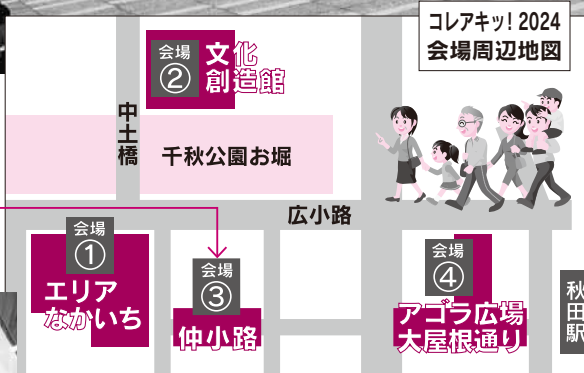 コレアキッ! 2024
会場周辺地図
会場
②
文化
創造館
中土橋
千秋公園お堀
広小路
会場
①
エリア
なかいち
会場
③
仲小路
会場
④
アゴラ広場
大屋根通り
秋田駅